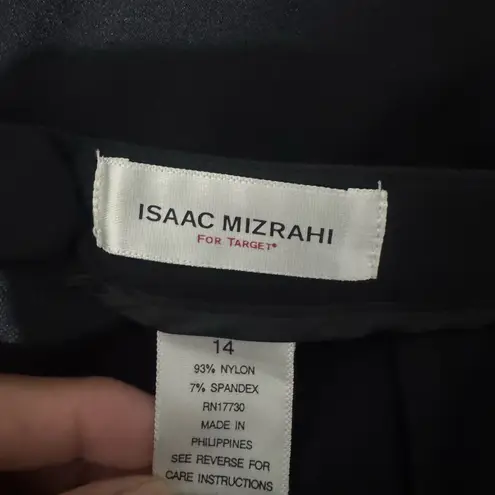 ISAAC MIZRAHI
FOR TARGET®
14
93% NYLON
7% SPANDEX
RN17730
MADE IN
PHILIPPINES
SEE REVERSE FOR
CARE INSTRUCTIONS